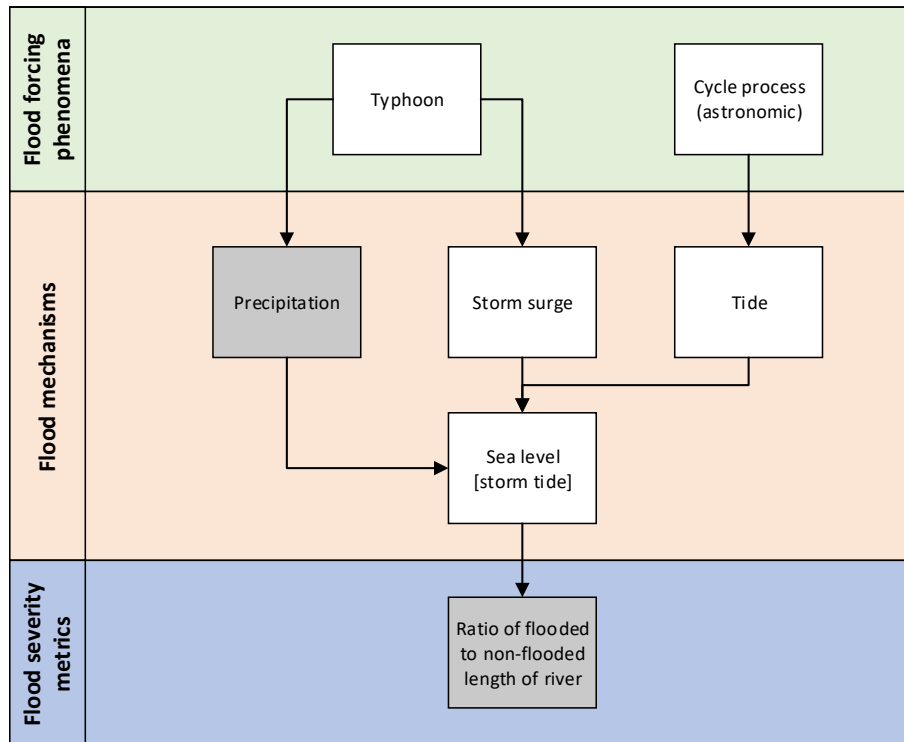 Flood forcing
phenomena
Typhoon
Cycle process
(astronomic)
Flood mechanisms
Precipitation
Storm surge
Tide
Sea level
[storm tide]
Flood severity
metrics
Ratio of flooded
to non-flooded
length of river